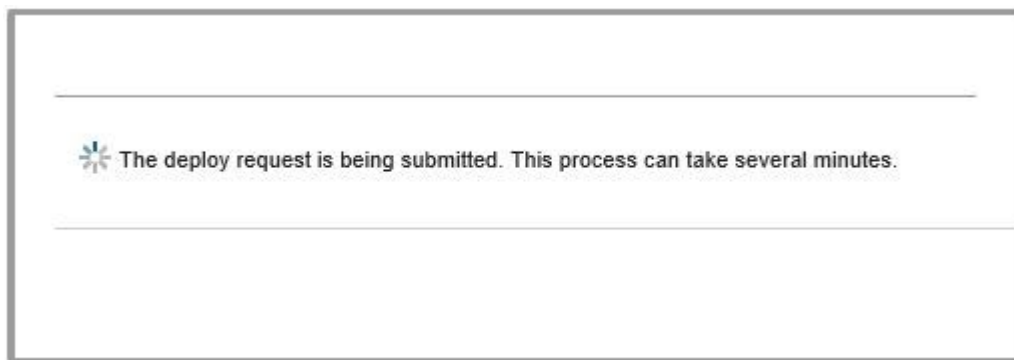 The deploy request is being submitted. This process can take several minutes.